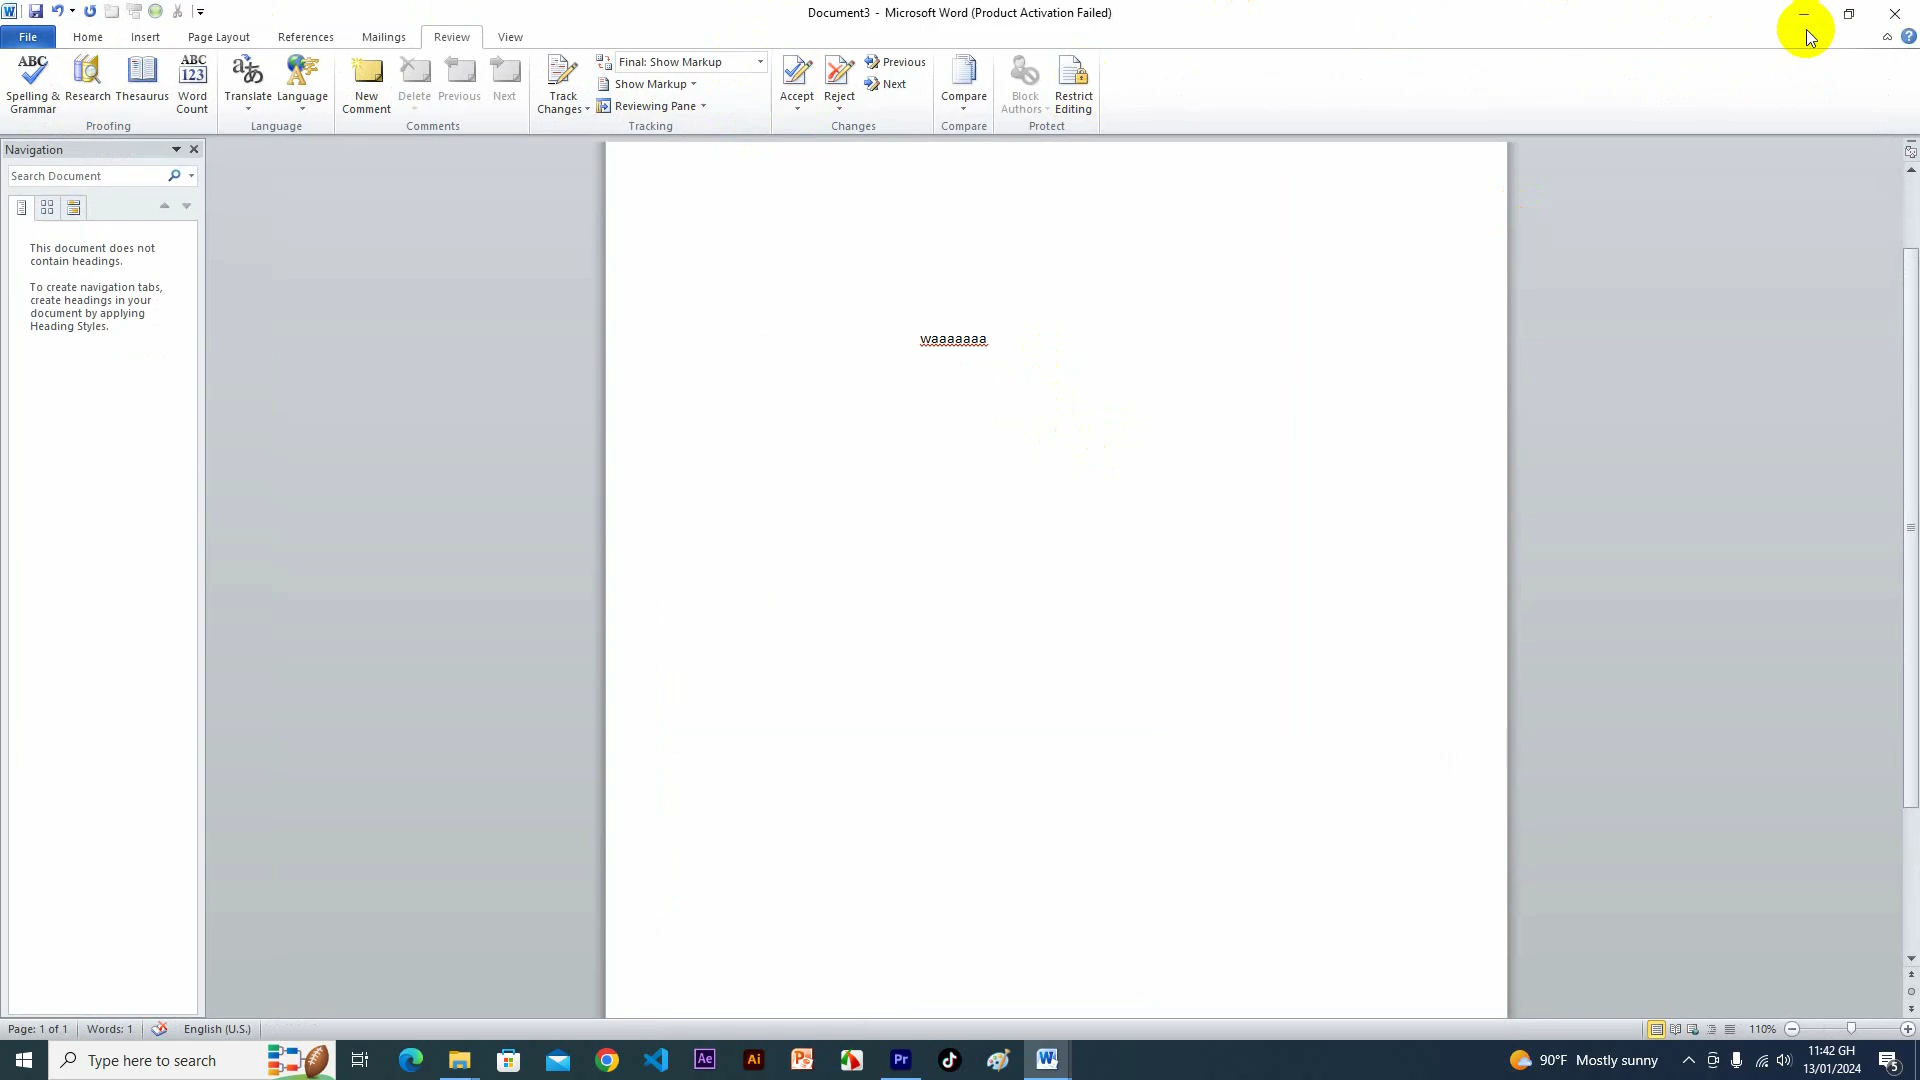 Document3 - Microsoft Word (Product Activation Failed)
File Home Insert Page Layout References Mailings Review View
Spelling & Grammar
Research
Thesaurus
Word Count
Proofing
Translate
Language
Language
New Comment
Delete
Previous
Next
Comments
Track Changes
Final: Show Markup
Show Markup
Reviewing Pane
Tracking
Accept
Reject
Previous
Next
Changes
Compare
Compare
Block Authors
Restrict Editing
Protect
Navigation
Search Document
This document does not
contain headings.
To create navigation tabs,
create headings in your
document by applying
Heading Styles.
waaaaaaa
Page: 1 of 1 Words: 1 English (U.S.) 110%
Type here to search
Ae
Ai
Pr
90°F Mostly sunny
11:42 GH
13/01/2024
5